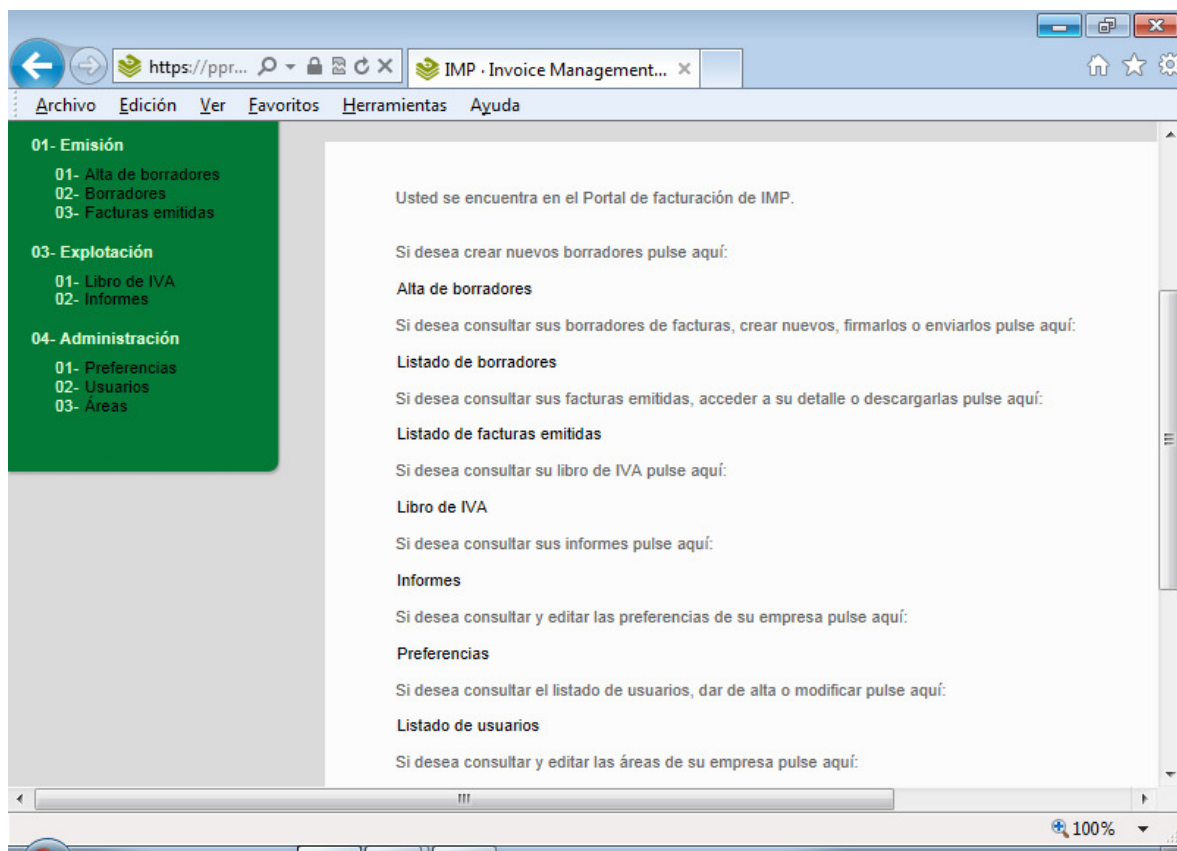 https://ppr...
IMP · Invoice Management...
Archivo Edición Ver Favoritos Herramientas Ayuda
01- Emisión
01- Alta de borradores
02- Borradores
03- Facturas emitidas
03- Explotación
01- Libro de IVA
02- Informes
04- Administración
01- Preferencias
02- Usuarios
03- Áreas
Usted se encuentra en el Portal de facturación de IMP.
Si desea crear nuevos borradores pulse aquí:
Alta de borradores
Si desea consultar sus borradores de facturas, crear nuevos, firmarlos o enviarlos pulse aquí:
Listado de borradores
Si desea consultar sus facturas emitidas, acceder a su detalle o descargarlas pulse aquí:
Listado de facturas emitidas
Si desea consultar su libro de IVA pulse aquí:
Libro de IVA
Si desea consultar sus informes pulse aquí:
Informes
Si desea consultar y editar las preferencias de su empresa pulse aquí:
Preferencias
Si desea consultar el listado de usuarios, dar de alta o modificar pulse aquí:
Listado de usuarios
Si desea consultar y editar las áreas de su empresa pulse aquí:
100%